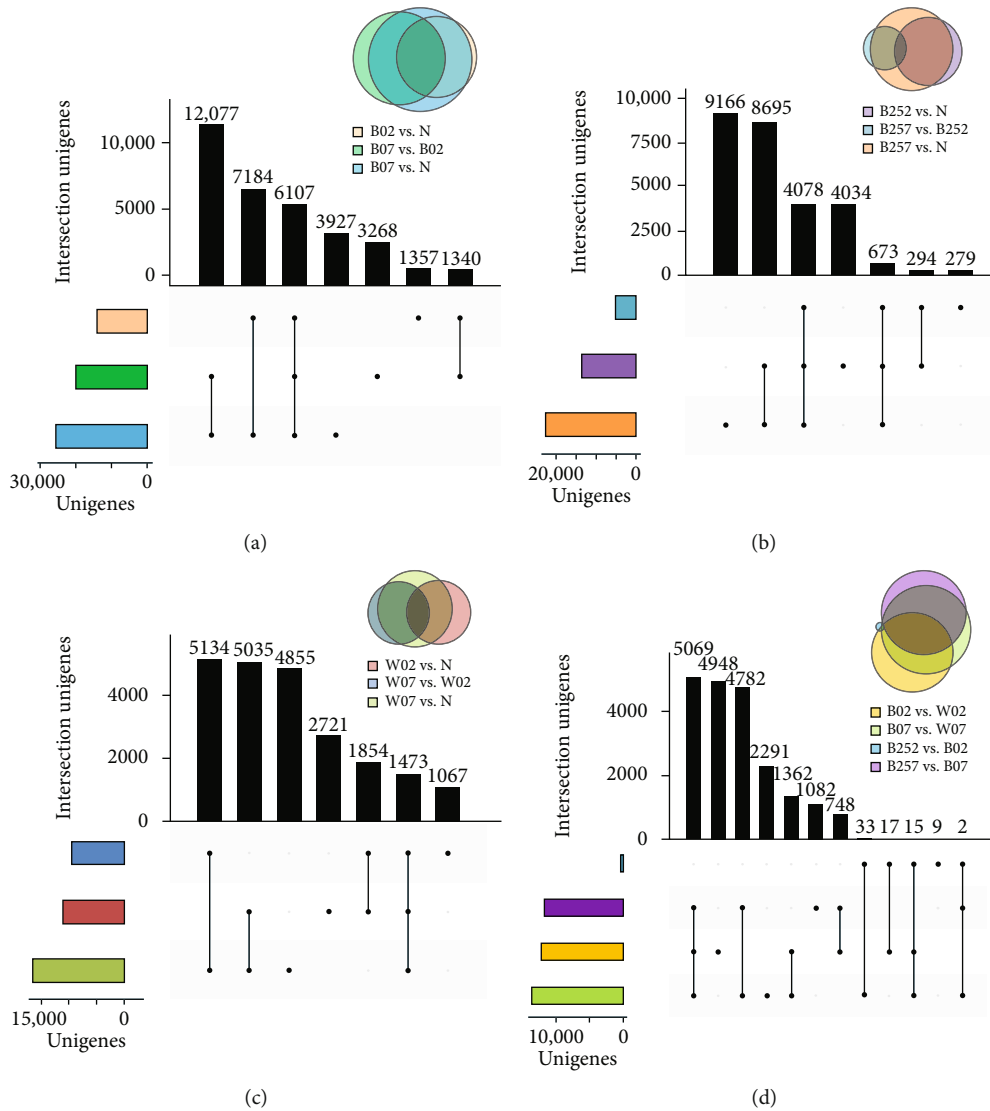 12,077
10,000
7184
6107
5000
3927
3268
1357
1340
0
Intersection unigenes
B02 vs. N
B07 vs. B02
B07 vs. N
30,000
0
Unigenes
(a)
10,000
9166
8695
7500
5000
4078
4034
2500
673
294
279
0
Intersection unigenes
B252 vs. N
B257 vs. B252
B257 vs. N
20,000
0
Unigenes
(b)
5134
5035
4855
4000
2721
2000
1854
1473
1067
0
Intersection unigenes
W02 vs. N
W07 vs. W02
W07 vs. N
15,000
0
Unigenes
(c)
5069
4948
4782
4000
2291
2000
1362
1082
748
33
17
15
9
2
0
Intersection unigenes
B02 vs. W02
B07 vs. W07
B252 vs. B02
B257 vs. B07
10,000
0
Unigenes
(d)